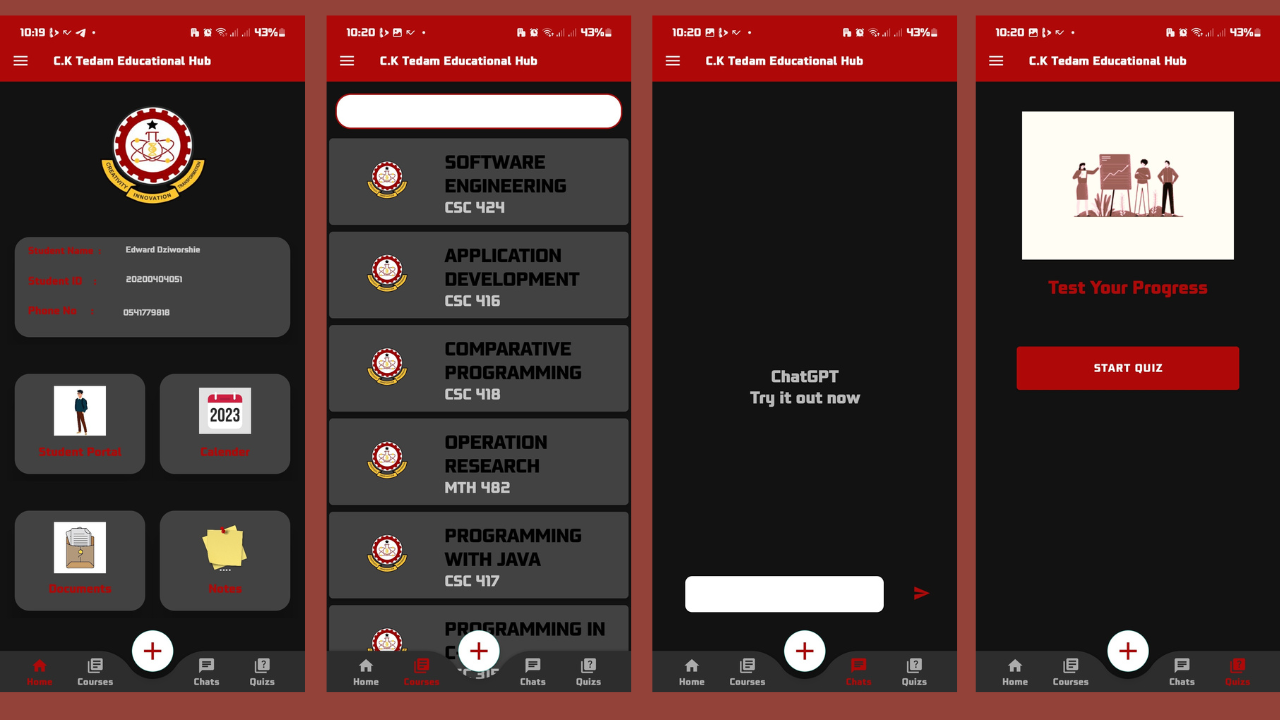 10:19
43%
C.K Tedam Educational Hub
CREATIVITY INNOVATION TRANSFORMATION
Student Name :
Edward Dziworshie
Student ID :
20200404051
Phone No :
0541779818
Student Portal
2023
Calender
Documents
Notes
Home
Courses
Chats
Quizs
10:20
43%
C.K Tedam Educational Hub
SOFTWARE
ENGINEERING
CSC 424
APPLICATION
DEVELOPMENT
CSC 416
COMPARATIVE
PROGRAMMING
CSC 418
OPERATION
RESEARCH
MTH 482
PROGRAMMING
WITH JAVA
CSC 417
PROGRAMMING IN
Home
Courses
Chats
Quizs
10:20
43%
C.K Tedam Educational Hub
ChatGPT
Try it out now
Home
Courses
Chats
Quizs
10:20
43%
C.K Tedam Educational Hub
Test Your Progress
START QUIZ
Home
Courses
Chats
Quizs